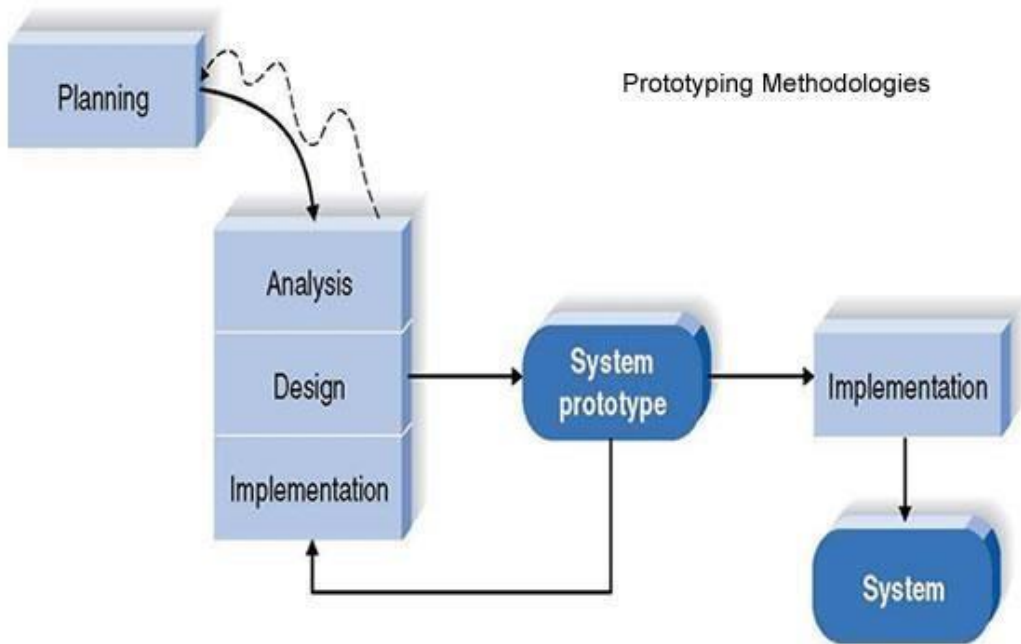 Planning
Prototyping Methodologies
Analysis
Design
Implementation
System
prototype
Implementation
System